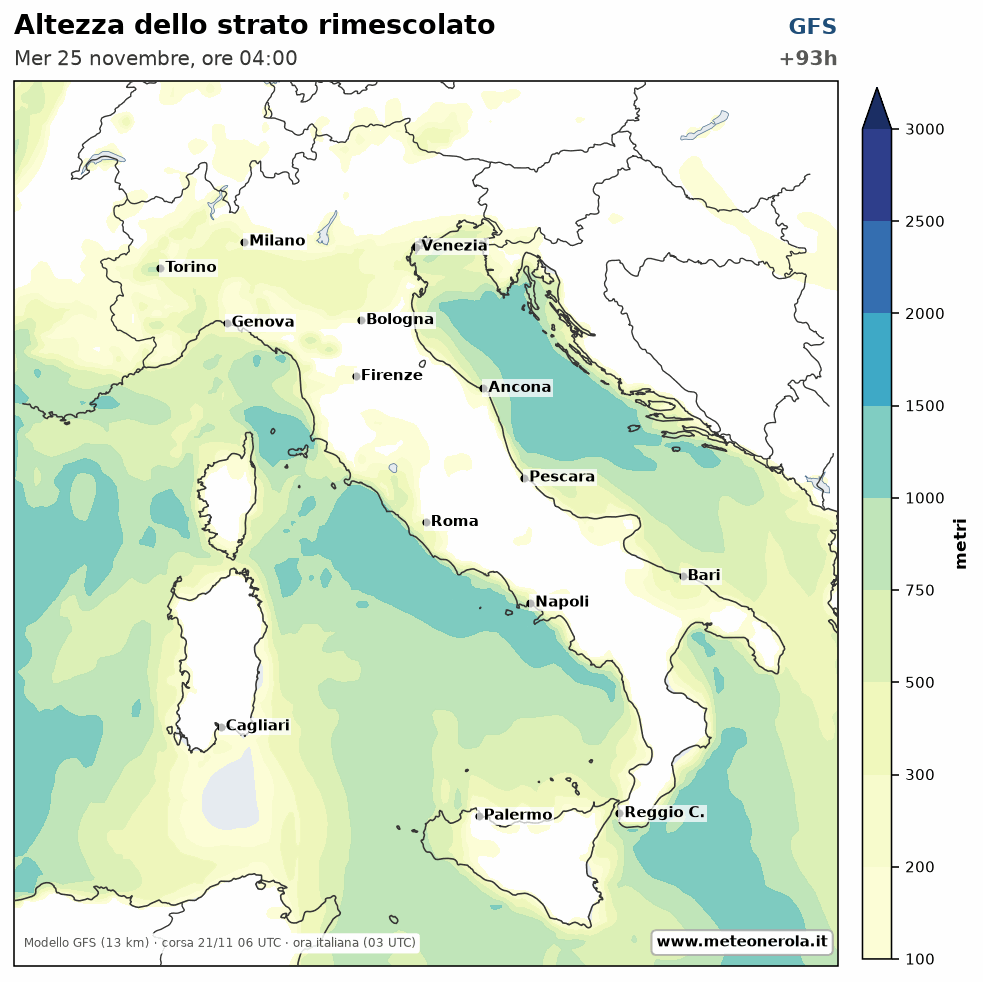 Altezza dello strato rimescolato
GFS
Mer 25 novembre, ore 04:00
+93h
Milano
Venezia
Torino
Genova
Bologna
Firenze
Ancona
Pescara
Roma
Bari
Napoli
Cagliari
Palermo
Reggio C.
3000
2500
2000
1500
1000
750
500
300
200
100
metri
Modello GFS (13 km) · corsa 21/11 06 UTC · ora italiana (03 UTC)
www.meteonerola.it